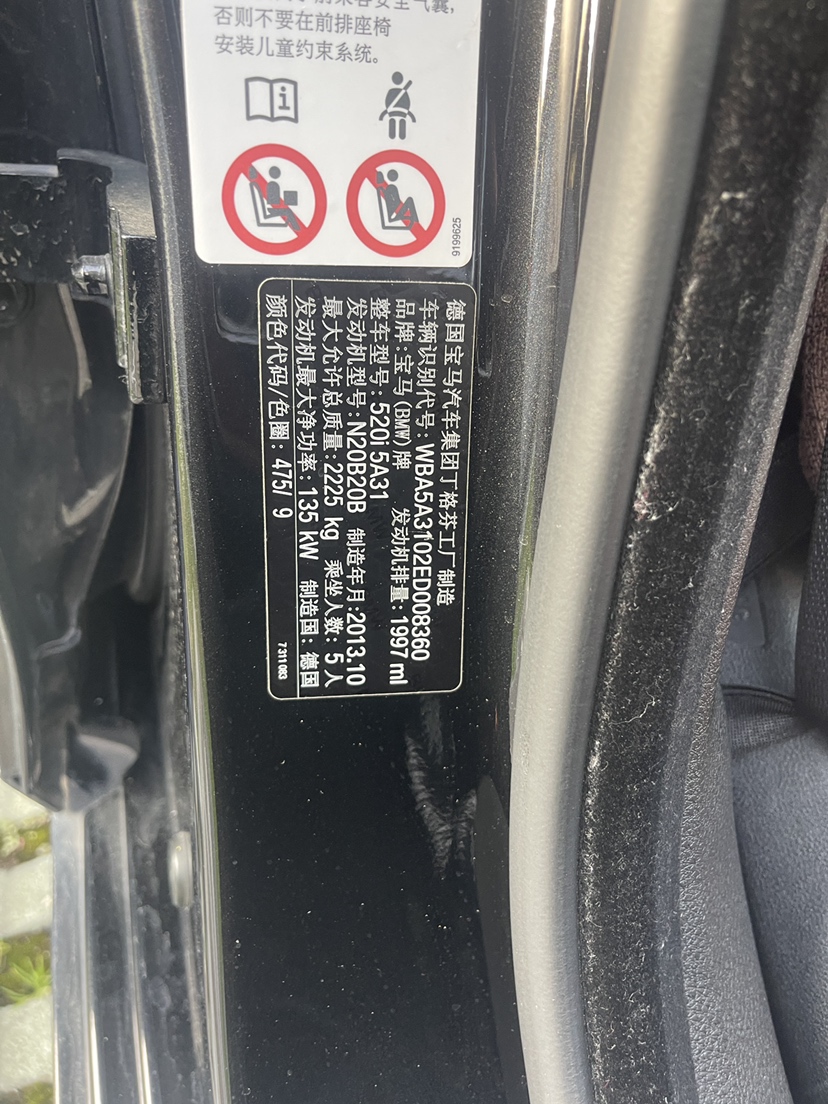 否则不要在前排座椅
安装儿童约束系统。
9199625
德国宝马汽车集团丁格芬工厂制造
车辆识别代号:WBA5A3102ED008360
品牌:宝马(BMW)牌 发动机排量:1997 ml
整车型号:520I 5A31
发动机型号:N20B20B 制造年月:2013.10
最大允许总质量:2225 kg 乘坐人数:5人
发动机最大净功率:135 kW 制造国:德国
颜色代码/色圈:475/ 9
7311083